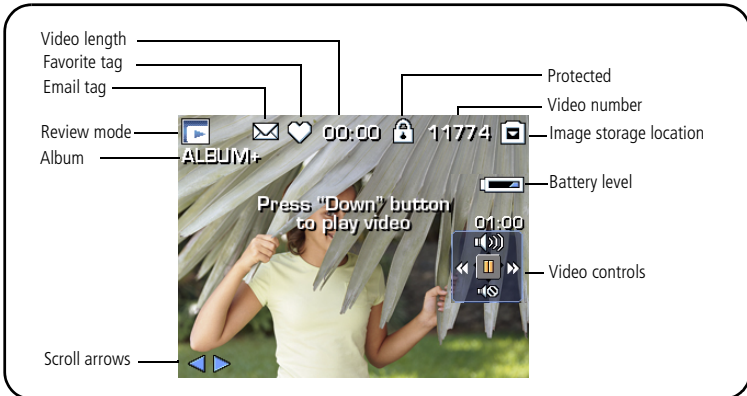 Video length
Favorite tag
Email tag
Protected
Video number
Review mode
00:00
11774
Image storage location
Album
ALBUM+
Battery level
Press "Down" button
to play video
01:00
Video controls
Scroll arrows